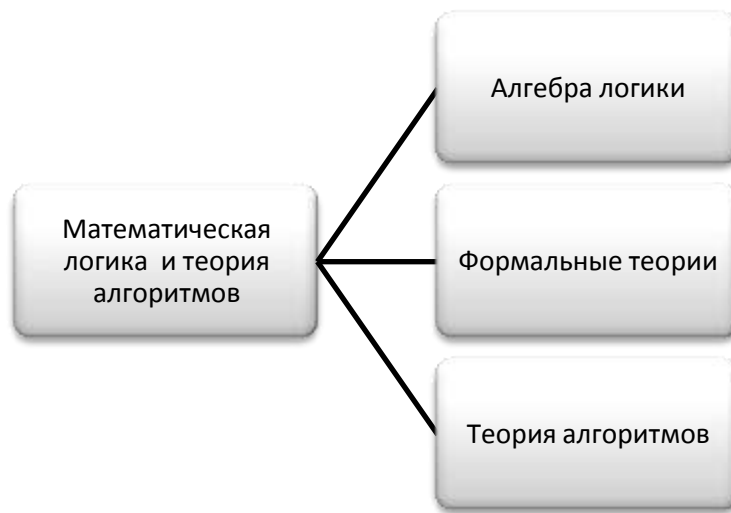 Математическая
логика и теория
алгоритмов
Алгебра логики
Формальные теории
Теория алгоритмов